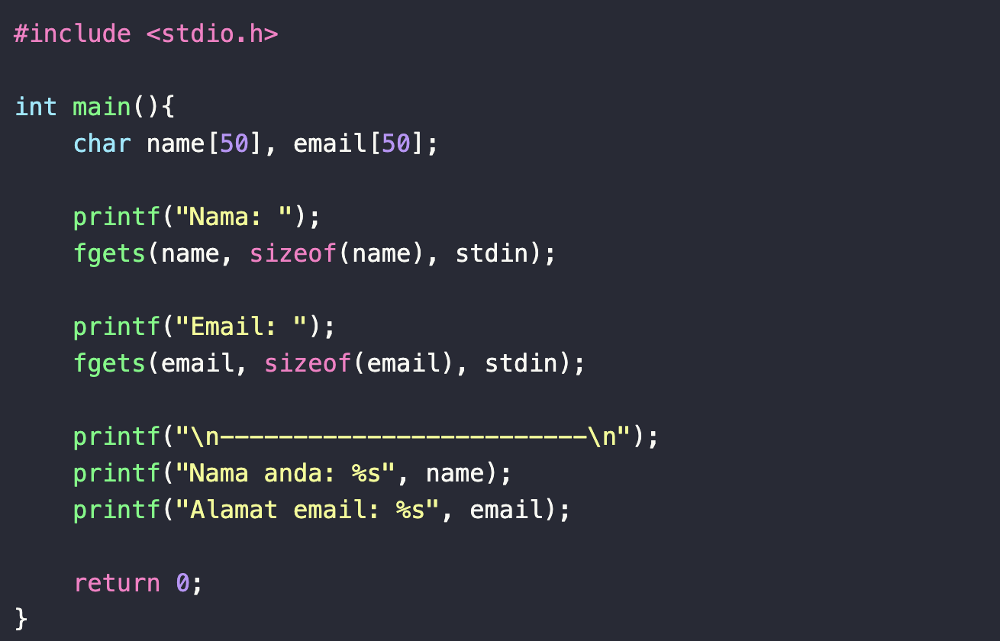 #include <stdio.h>
int main(){
    char name[50], email[50];
    printf("Nama: ");
    fgets(name, sizeof(name), stdin);
    printf("Email: ");
    fgets(email, sizeof(email), stdin);
    printf("\n-------------------------\n");
    printf("Nama anda: %s", name);
    printf("Alamat email: %s", email);
    return 0;
}